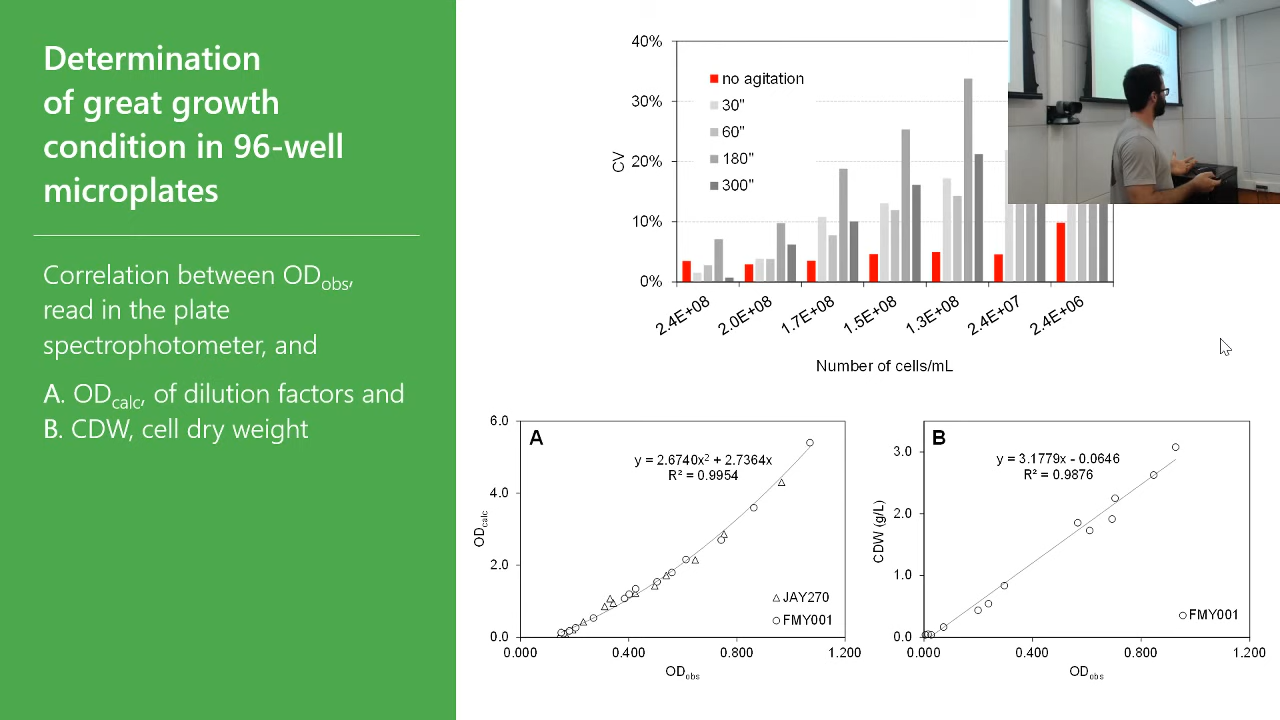 Determination
of great growth
condition in 96-well
microplates
Correlation between ODobs,
read in the plate
spectrophotometer, and
A. ODcalc, of dilution factors and
B. CDW, cell dry weight
40%
30%
20%
10%
0%
CV
no agitation
30"
60"
180"
300"
2.4E+08
2.0E+08
1.7E+08
1.5E+08
1.3E+08
2.4E+07
2.4E+06
Number of cells/mL
A
y = 2.6740x² + 2.7364x
R² = 0.9954
6.0
4.0
2.0
0.0
ODcalc
JAY270
FMY001
0.000
0.400
0.800
1.200
ODobs
B
y = 3.1779x - 0.0646
R² = 0.9876
3.0
2.0
1.0
0.0
CDW (g/L)
FMY001
0.000
0.400
0.800
1.200
ODobs